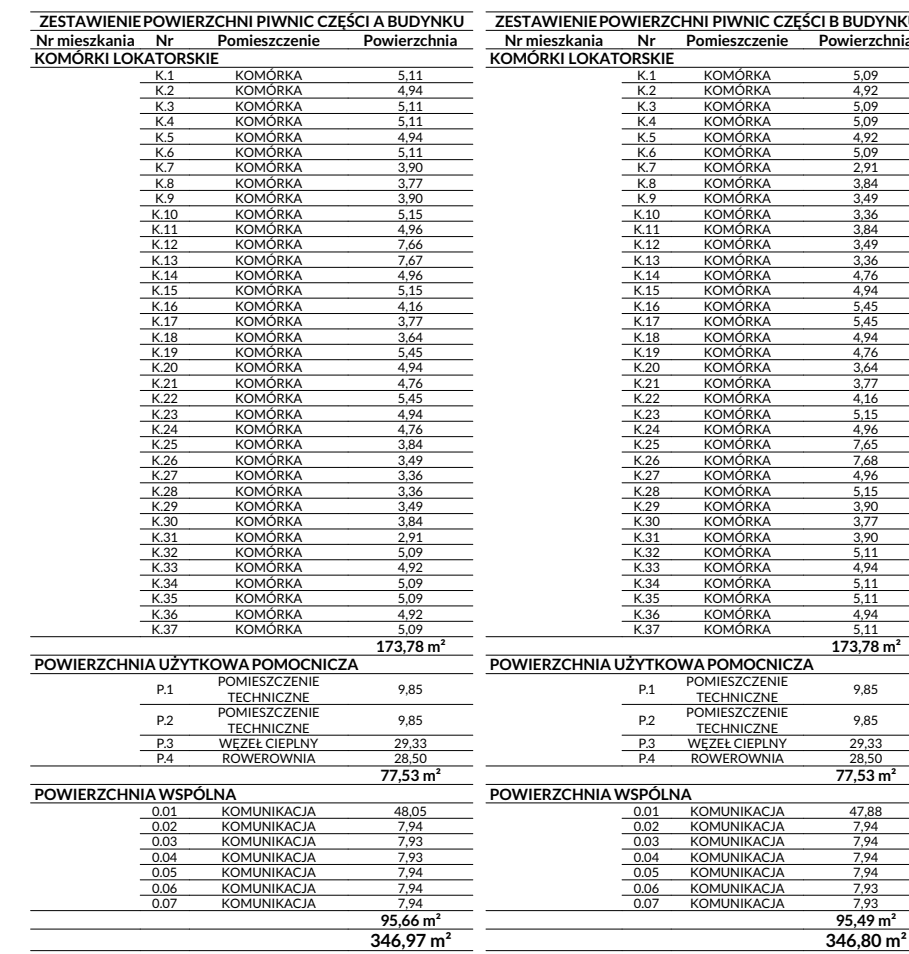 ZESTAWIENIE POWIERZCHNI PIWNIC CZĘŚCI A BUDYNKU
Nr mieszkania Nr Pomieszczenie Powierzchnia
KOMÓRKI LOKATORSKIE
K.1 KOMÓRKA 5,11
K.2 KOMÓRKA 4,94
K.3 KOMÓRKA 5,11
K.4 KOMÓRKA 5,11
K.5 KOMÓRKA 4,94
K.6 KOMÓRKA 5,11
K.7 KOMÓRKA 3,90
K.8 KOMÓRKA 3,77
K.9 KOMÓRKA 3,90
K.10 KOMÓRKA 5,15
K.11 KOMÓRKA 4,96
K.12 KOMÓRKA 7,66
K.13 KOMÓRKA 7,67
K.14 KOMÓRKA 4,96
K.15 KOMÓRKA 5,15
K.16 KOMÓRKA 4,16
K.17 KOMÓRKA 3,77
K.18 KOMÓRKA 3,64
K.19 KOMÓRKA 5,45
K.20 KOMÓRKA 4,94
K.21 KOMÓRKA 4,76
K.22 KOMÓRKA 5,45
K.23 KOMÓRKA 4,94
K.24 KOMÓRKA 4,76
K.25 KOMÓRKA 3,84
K.26 KOMÓRKA 3,49
K.27 KOMÓRKA 3,36
K.28 KOMÓRKA 3,36
K.29 KOMÓRKA 3,49
K.30 KOMÓRKA 3,84
K.31 KOMÓRKA 2,91
K.32 KOMÓRKA 5,09
K.33 KOMÓRKA 4,92
K.34 KOMÓRKA 5,09
K.35 KOMÓRKA 5,09
K.36 KOMÓRKA 4,92
K.37 KOMÓRKA 5,09
173,78 m²
POWIERZCHNIA UŻYTKOWA POMOCNICZA
P.1 POMIESZCZENIE TECHNICZNE 9,85
P.2 POMIESZCZENIE TECHNICZNE 9,85
P.3 WĘZEŁ CIEPLNY 29,33
P.4 ROWEROWNIA 28,50
77,53 m²
POWIERZCHNIA WSPÓLNA
0.01 KOMUNIKACJA 48,05
0.02 KOMUNIKACJA 7,94
0.03 KOMUNIKACJA 7,93
0.04 KOMUNIKACJA 7,93
0.05 KOMUNIKACJA 7,94
0.06 KOMUNIKACJA 7,94
0.07 KOMUNIKACJA 7,94
95,66 m²
346,97 m²
ZESTAWIENIE POWIERZCHNI PIWNIC CZĘŚCI B BUDYNKU
Nr mieszkania Nr Pomieszczenie Powierzchnia
KOMÓRKI LOKATORSKIE
K.1 KOMÓRKA 5,09
K.2 KOMÓRKA 4,92
K.3 KOMÓRKA 5,09
K.4 KOMÓRKA 5,09
K.5 KOMÓRKA 4,92
K.6 KOMÓRKA 5,09
K.7 KOMÓRKA 2,91
K.8 KOMÓRKA 3,84
K.9 KOMÓRKA 3,49
K.10 KOMÓRKA 3,36
K.11 KOMÓRKA 3,84
K.12 KOMÓRKA 3,49
K.13 KOMÓRKA 3,36
K.14 KOMÓRKA 4,76
K.15 KOMÓRKA 4,94
K.16 KOMÓRKA 5,45
K.17 KOMÓRKA 5,45
K.18 KOMÓRKA 4,94
K.19 KOMÓRKA 4,76
K.20 KOMÓRKA 3,64
K.21 KOMÓRKA 3,77
K.22 KOMÓRKA 4,16
K.23 KOMÓRKA 5,15
K.24 KOMÓRKA 4,96
K.25 KOMÓRKA 7,65
K.26 KOMÓRKA 7,68
K.27 KOMÓRKA 4,96
K.28 KOMÓRKA 5,15
K.29 KOMÓRKA 3,90
K.30 KOMÓRKA 3,77
K.31 KOMÓRKA 3,90
K.32 KOMÓRKA 5,11
K.33 KOMÓRKA 4,94
K.34 KOMÓRKA 5,11
K.35 KOMÓRKA 5,11
K.36 KOMÓRKA 4,94
K.37 KOMÓRKA 5,11
173,78 m²
POWIERZCHNIA UŻYTKOWA POMOCNICZA
P.1 POMIESZCZENIE TECHNICZNE 9,85
P.2 POMIESZCZENIE TECHNICZNE 9,85
P.3 WĘZEŁ CIEPLNY 29,33
P.4 ROWEROWNIA 28,50
77,53 m²
POWIERZCHNIA WSPÓLNA
0.01 KOMUNIKACJA 47,88
0.02 KOMUNIKACJA 7,94
0.03 KOMUNIKACJA 7,94
0.04 KOMUNIKACJA 7,94
0.05 KOMUNIKACJA 7,94
0.06 KOMUNIKACJA 7,93
0.07 KOMUNIKACJA 7,93
95,49 m²
346,80 m²